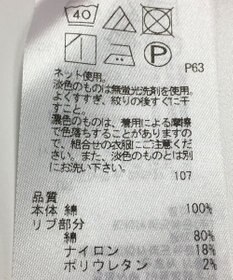 40
P
P63
ネット使用。
淡色のものは無蛍光洗剤を使用。
よくすすぎ、絞りの後すぐに干
すこと。
濃色のものは、着用による摩擦
で色落ちすることがありますの
で、組合せの衣服にご注意くださ
い。また、淡色のものとは別
にお洗い下さい。
107
品質
本体 綿 100%
リブ部分
綿 80%
ナイロン 18%
ポリウレタン 2%